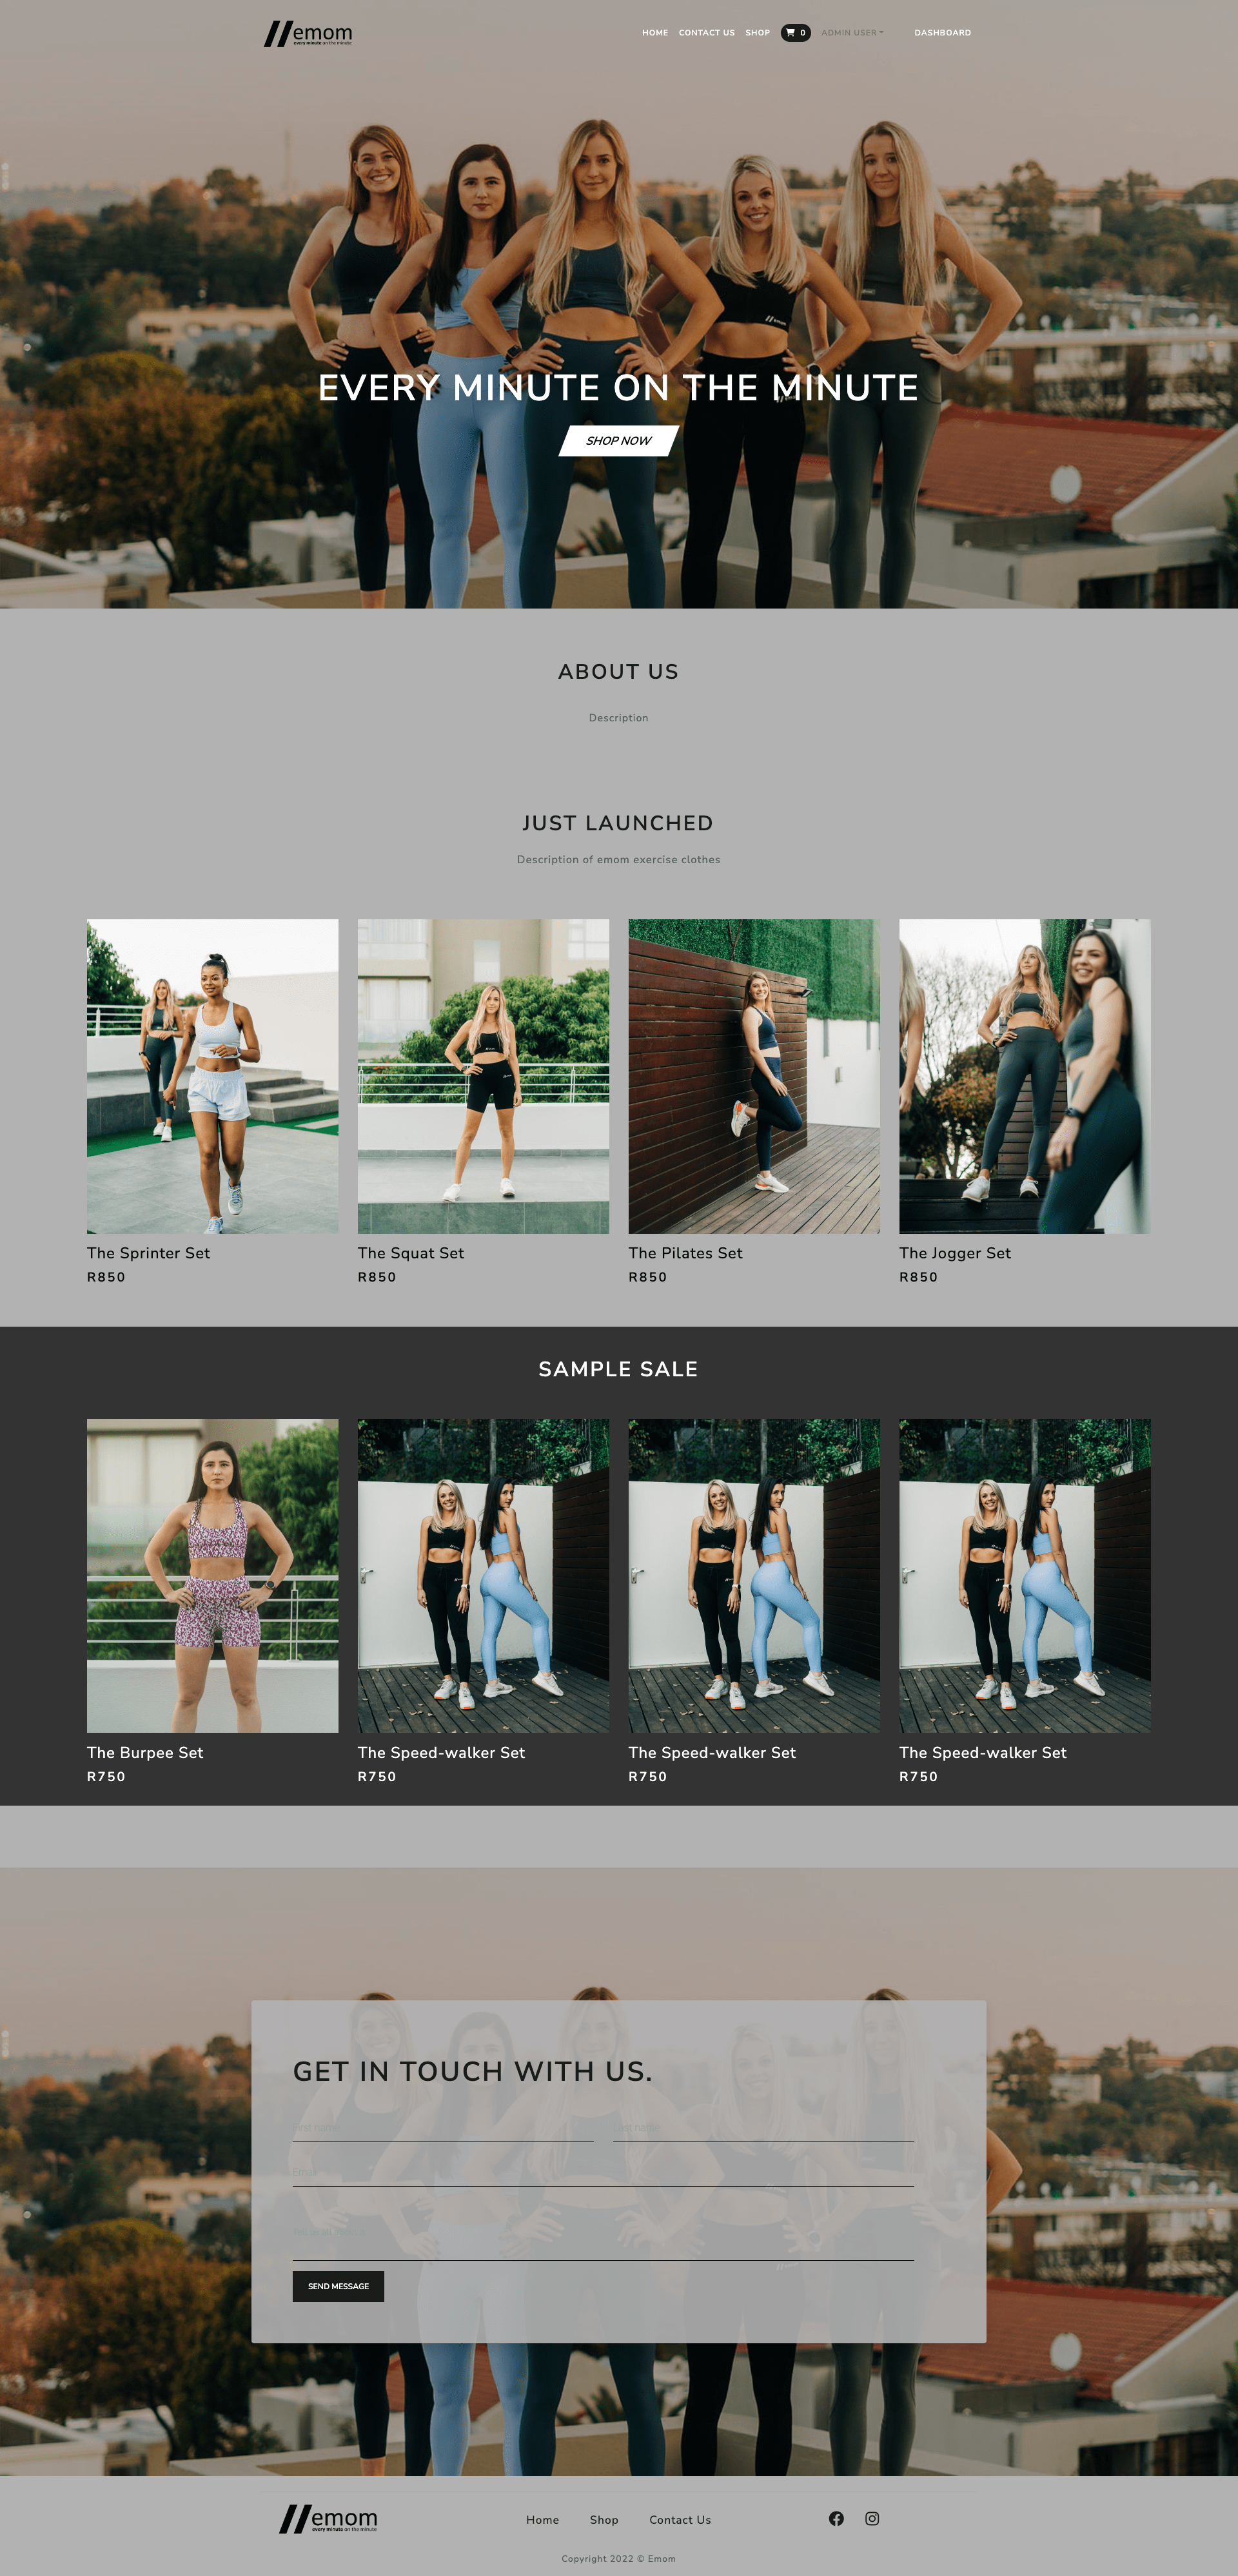 emom
every minute on the minute
HOME CONTACT US SHOP 0 ADMIN USER DASHBOARD
EVERY MINUTE ON THE MINUTE
SHOP NOW
ABOUT US
Description
JUST LAUNCHED
Description of emom exercise clothes
The Sprinter Set
R850
The Squat Set
R850
The Pilates Set
R850
The Jogger Set
R850
SAMPLE SALE
The Burpee Set
R750
The Speed-walker Set
R750
The Speed-walker Set
R750
The Speed-walker Set
R750
GET IN TOUCH WITH US.
Email
SEND MESSAGE
emom
every minute on the minute
Home Shop Contact Us
Copyright 2022 © Emom